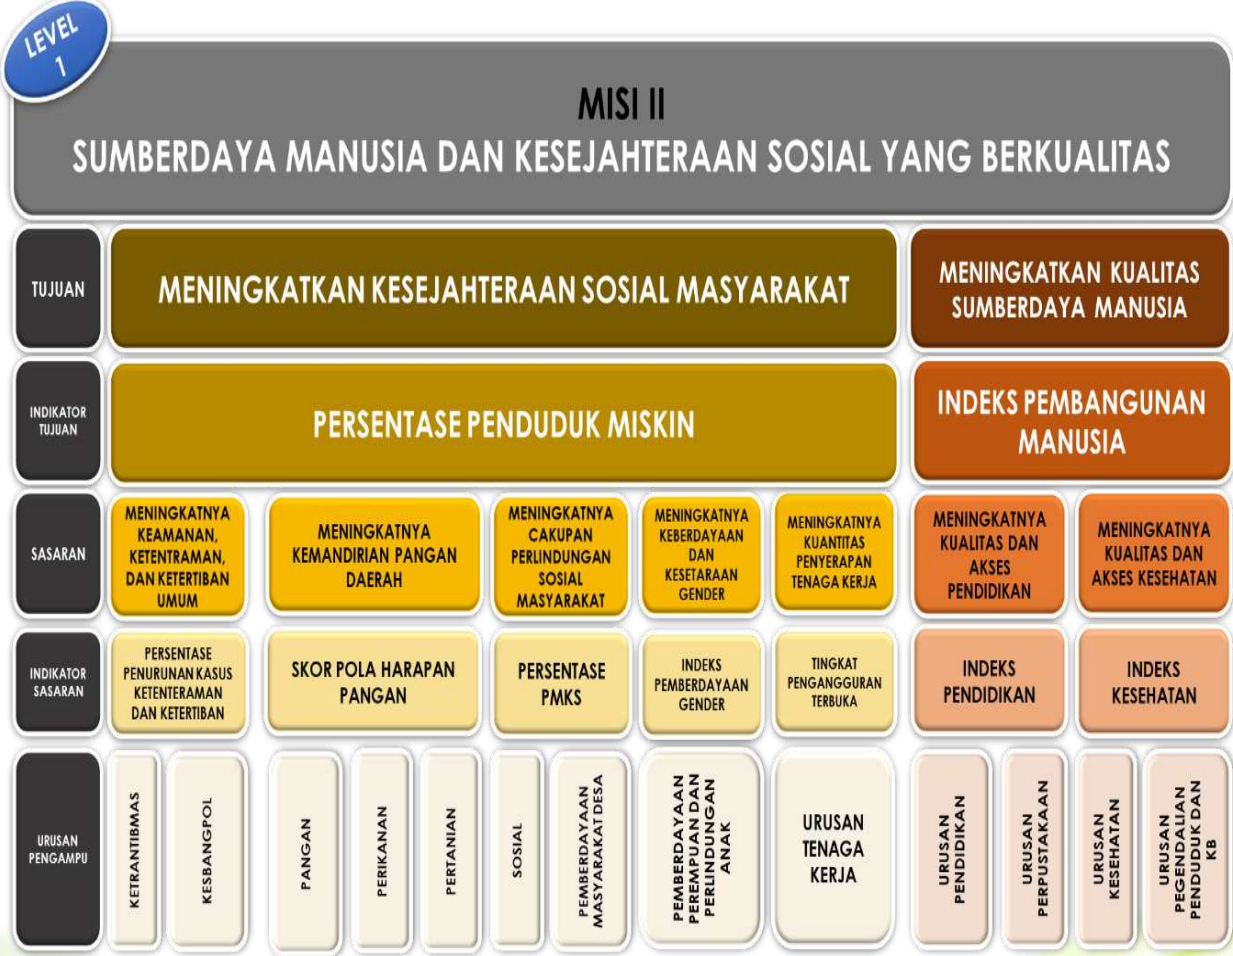 LEVEL
1
MISI II
SUMBERDAYA MANUSIA DAN KESEJAHTERAAN SOSIAL YANG BERKUALITAS
TUJUAN
MENINGKATKAN KESEJAHTERAAN SOSIAL MASYARAKAT
MENINGKATKAN KUALITAS
SUMBERDAYA MANUSIA
INDIKATOR
TUJUAN
PERSENTASE PENDUDUK MISKIN
INDEKS PEMBANGUNAN
MANUSIA
SASARAN
MENINGKATNYA
KEAMANAN,
KETENTRAMAN,
DAN KETERTIBAN
UMUM
MENINGKATNYA
KEMANDIRIAN PANGAN
DAERAH
MENINGKATNYA
CAKUPAN
PERLINDUNGAN
SOSIAL
MASYARAKAT
MENINGKATNYA
KEBERDAYAAN
DAN
KESETARAAN
GENDER
MENINGKATNYA
KUANTITAS
PENYERAPAN
TENAGA KERJA
MENINGKATNYA
KUALITAS DAN
AKSES
PENDIDIKAN
MENINGKATNYA
KUALITAS DAN
AKSES KESEHATAN
INDIKATOR
SASARAN
PERSENTASE
PENURUNAN KASUS
KETENTERAMAN
DAN KETERTIBAN
SKOR POLA HARAPAN
PANGAN
PERSENTASE
PMKS
INDEKS
PEMBERDAYAAN
GENDER
TINGKAT
PENGANGGURAN
TERBUKA
INDEKS
PENDIDIKAN
INDEKS
KESEHATAN
URUSAN
PENGAMPU
KETRANTIBMAS
KESBANGPOL
PANGAN
PERIKANAN
PERTANIAN
SOSIAL
PEMBERDAYAAN
MASYARAKAT DESA
PEMBERDAYAAN
PEREMPUAN DAN
PERLINDUNGAN
ANAK
URUSAN
TENAGA
KERJA
URUSAN
PENDIDIKAN
URUSAN
PERPUSTAKAAN
URUSAN
KESEHATAN
URUSAN
PEGENDALIAN
PENDUDUK DAN
KB